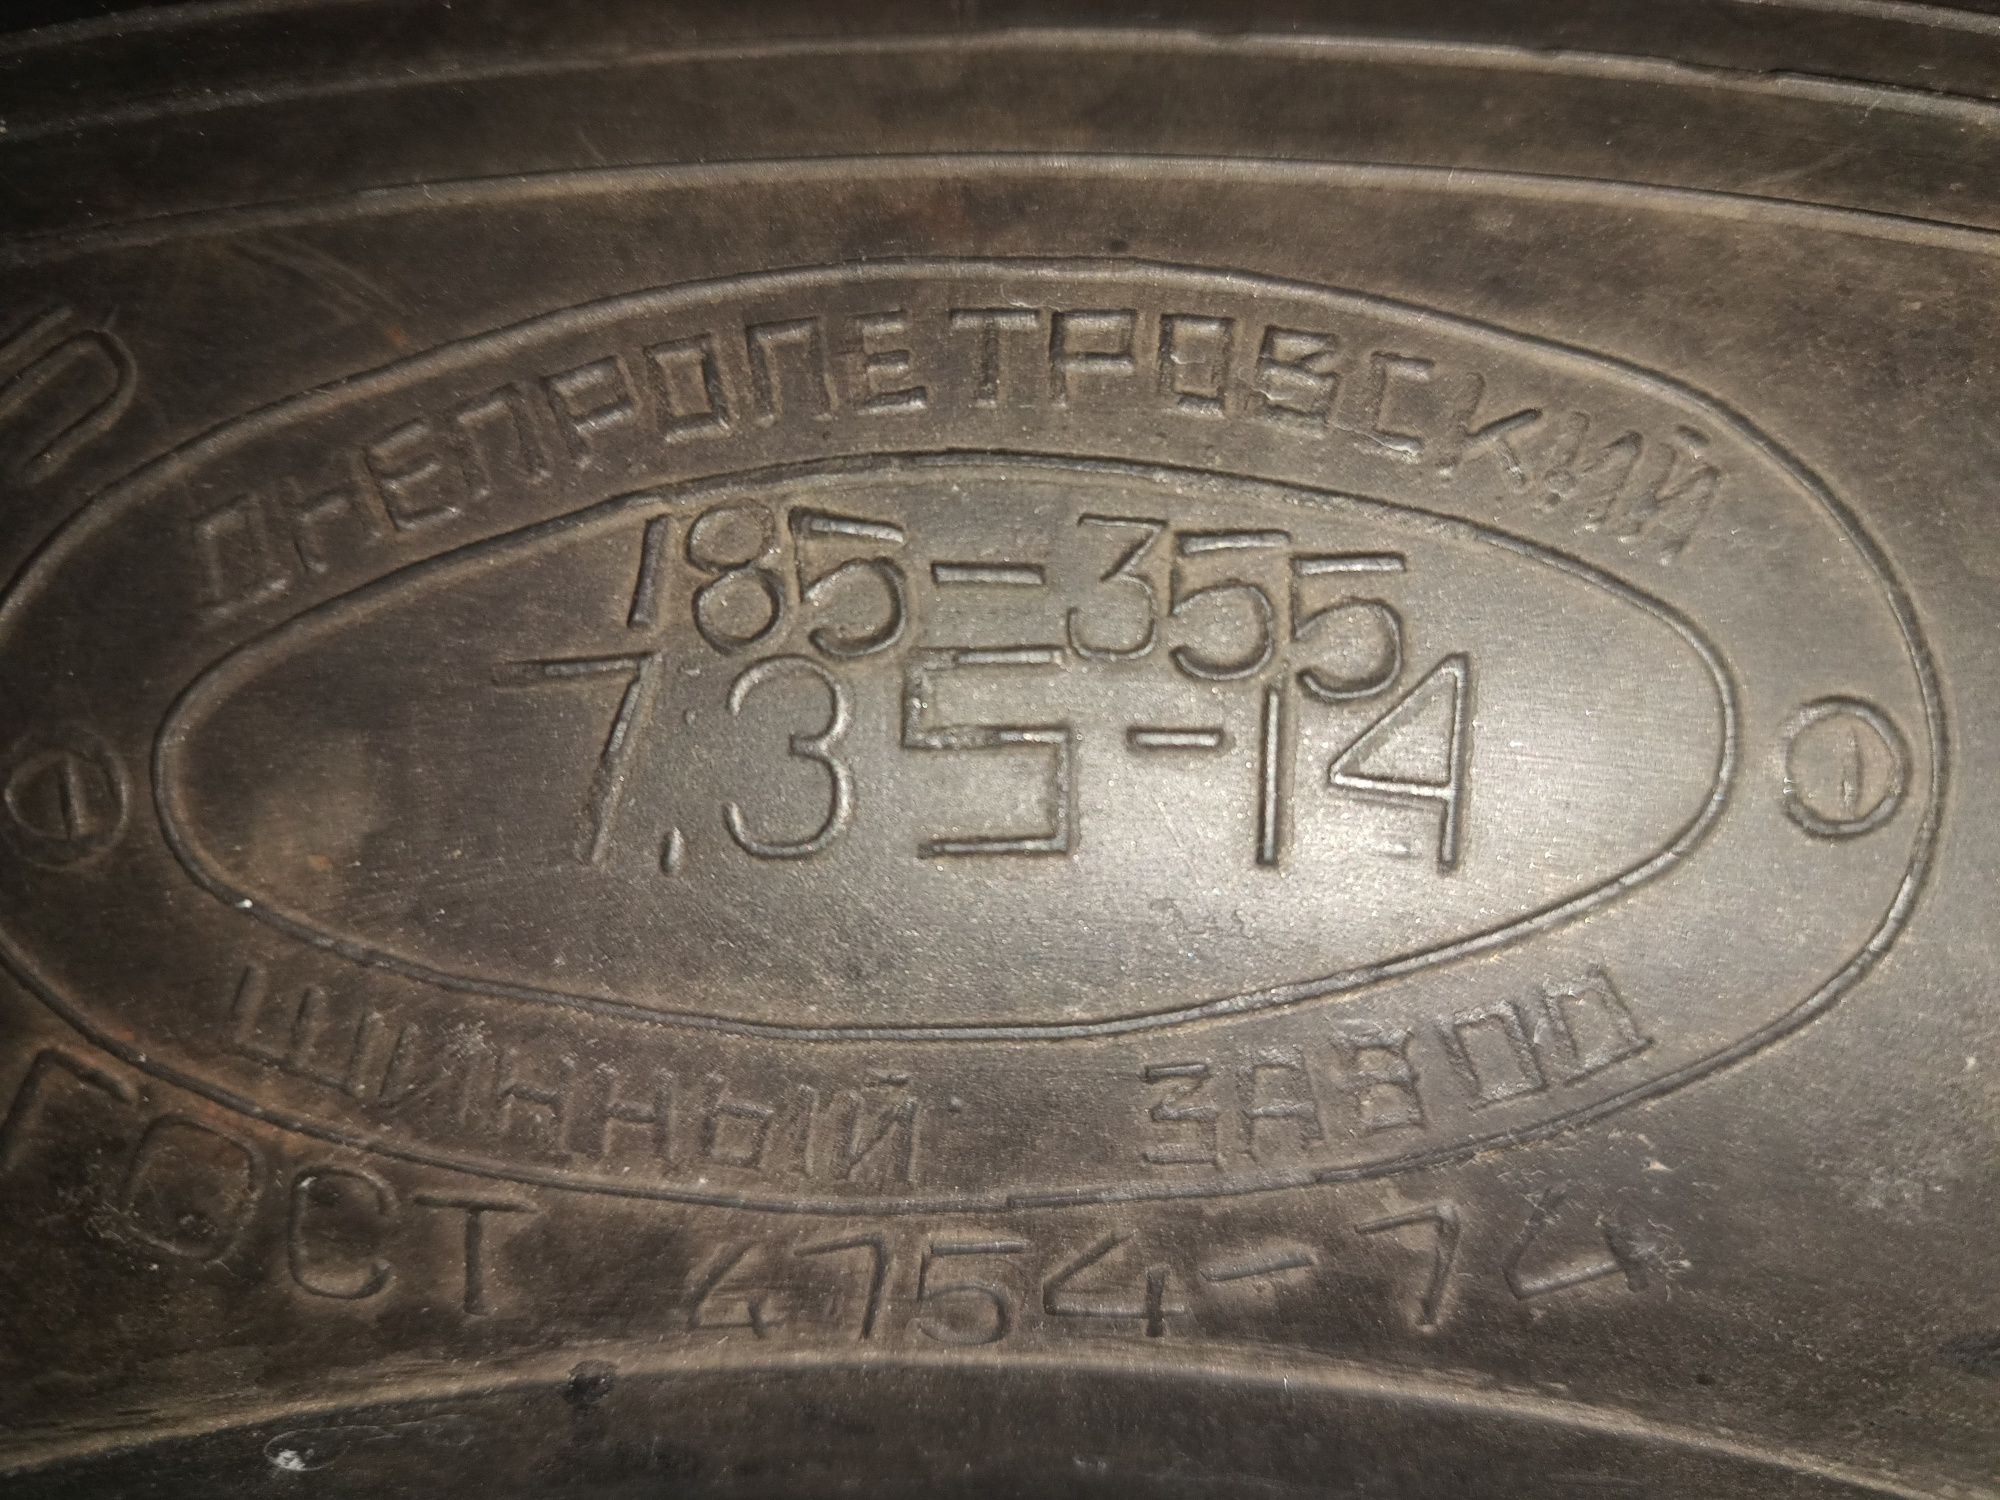 ДНЕПРОПЕТРОВСКИЙ
185-355
7,35-14
ШИННЫЙ ЗАВОД
ГОСТ 4754-74